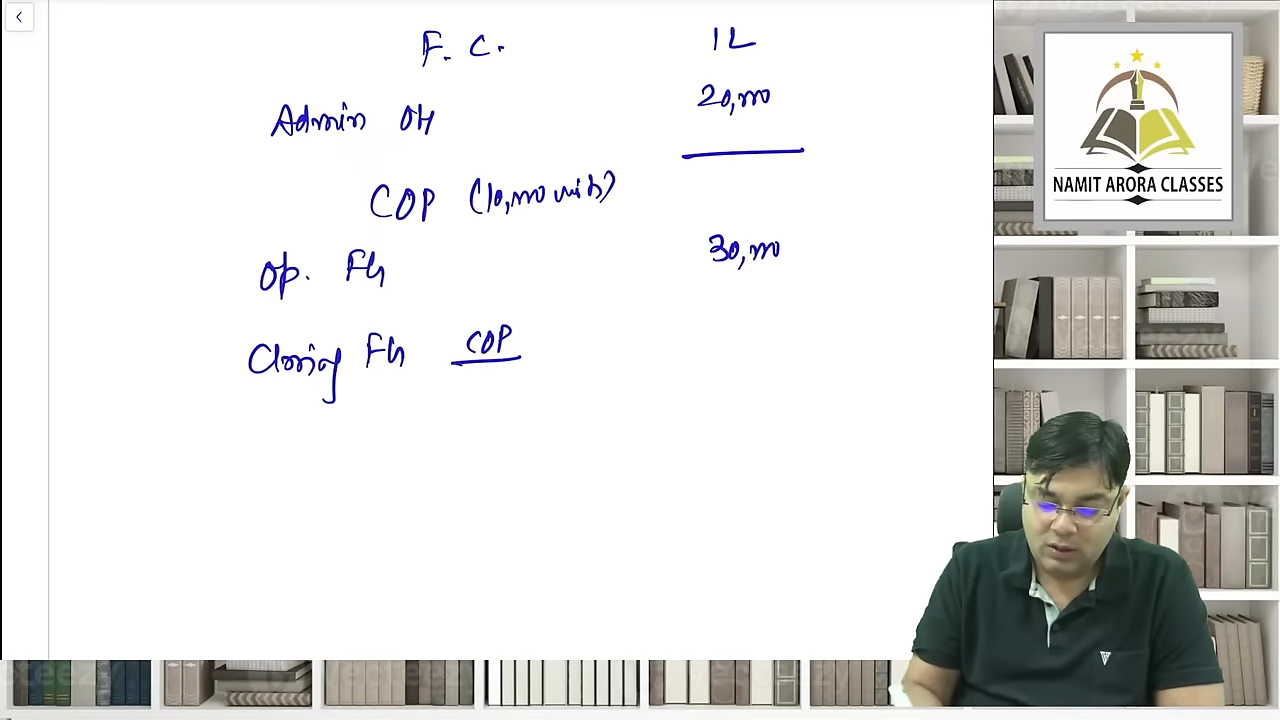 F. C. 1L
Admin OH 20,000
COP (10,000 units)
Op. FG 30,000
Closing FG COP
NAMIT ARORA CLASSES